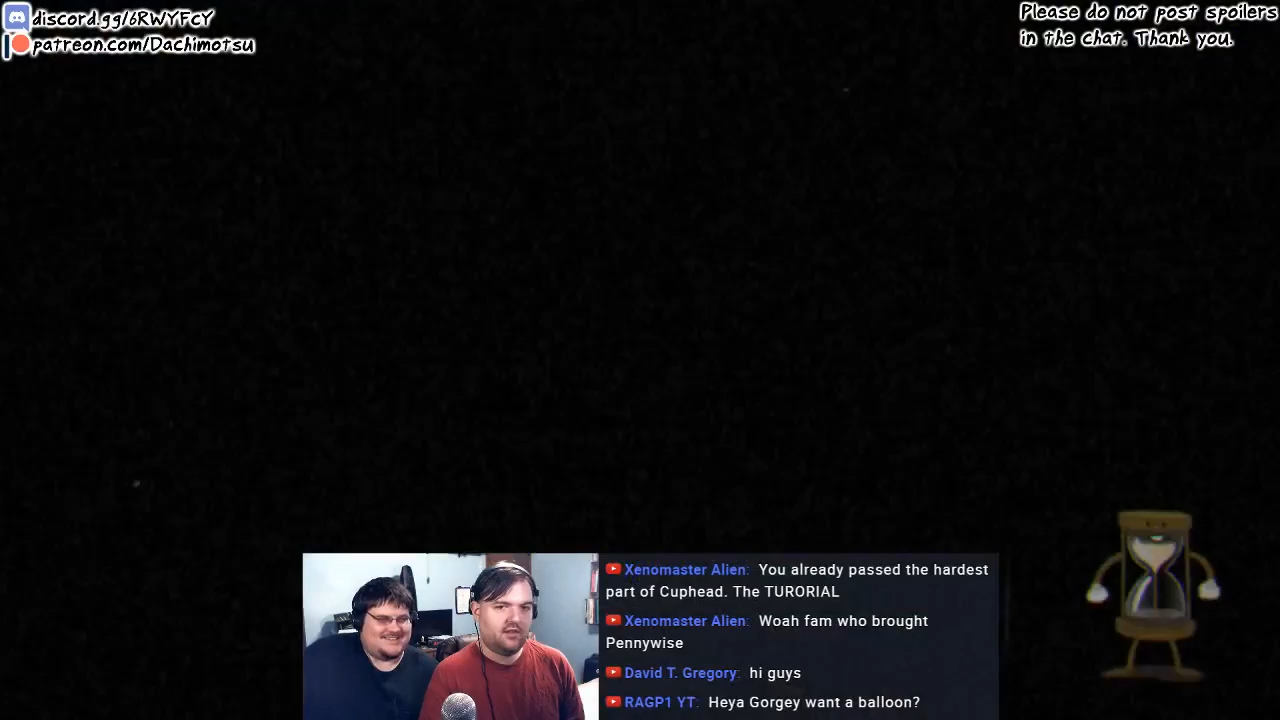 discord.gg/6RWYFcY
patreon.com/Dachimotsu
Please do not post spoilers
in the chat. Thank you.
Xenomaster Alien: You already passed the hardest
part of Cuphead. The TURORIAL
Xenomaster Alien: Woah fam who brought
Pennywise
David T. Gregory: hi guys
RAGP1 YT: Heya Gorgey want a balloon?